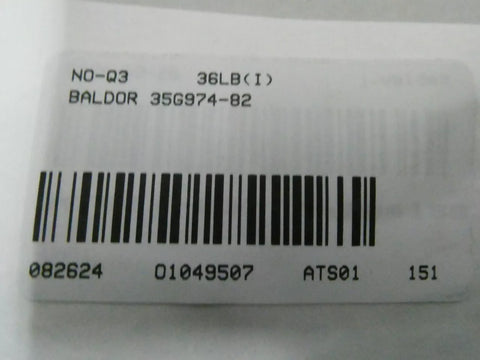 NO-Q3 36LB(I)
BALDOR 35G974-82
082624 01049507 ATS01 151